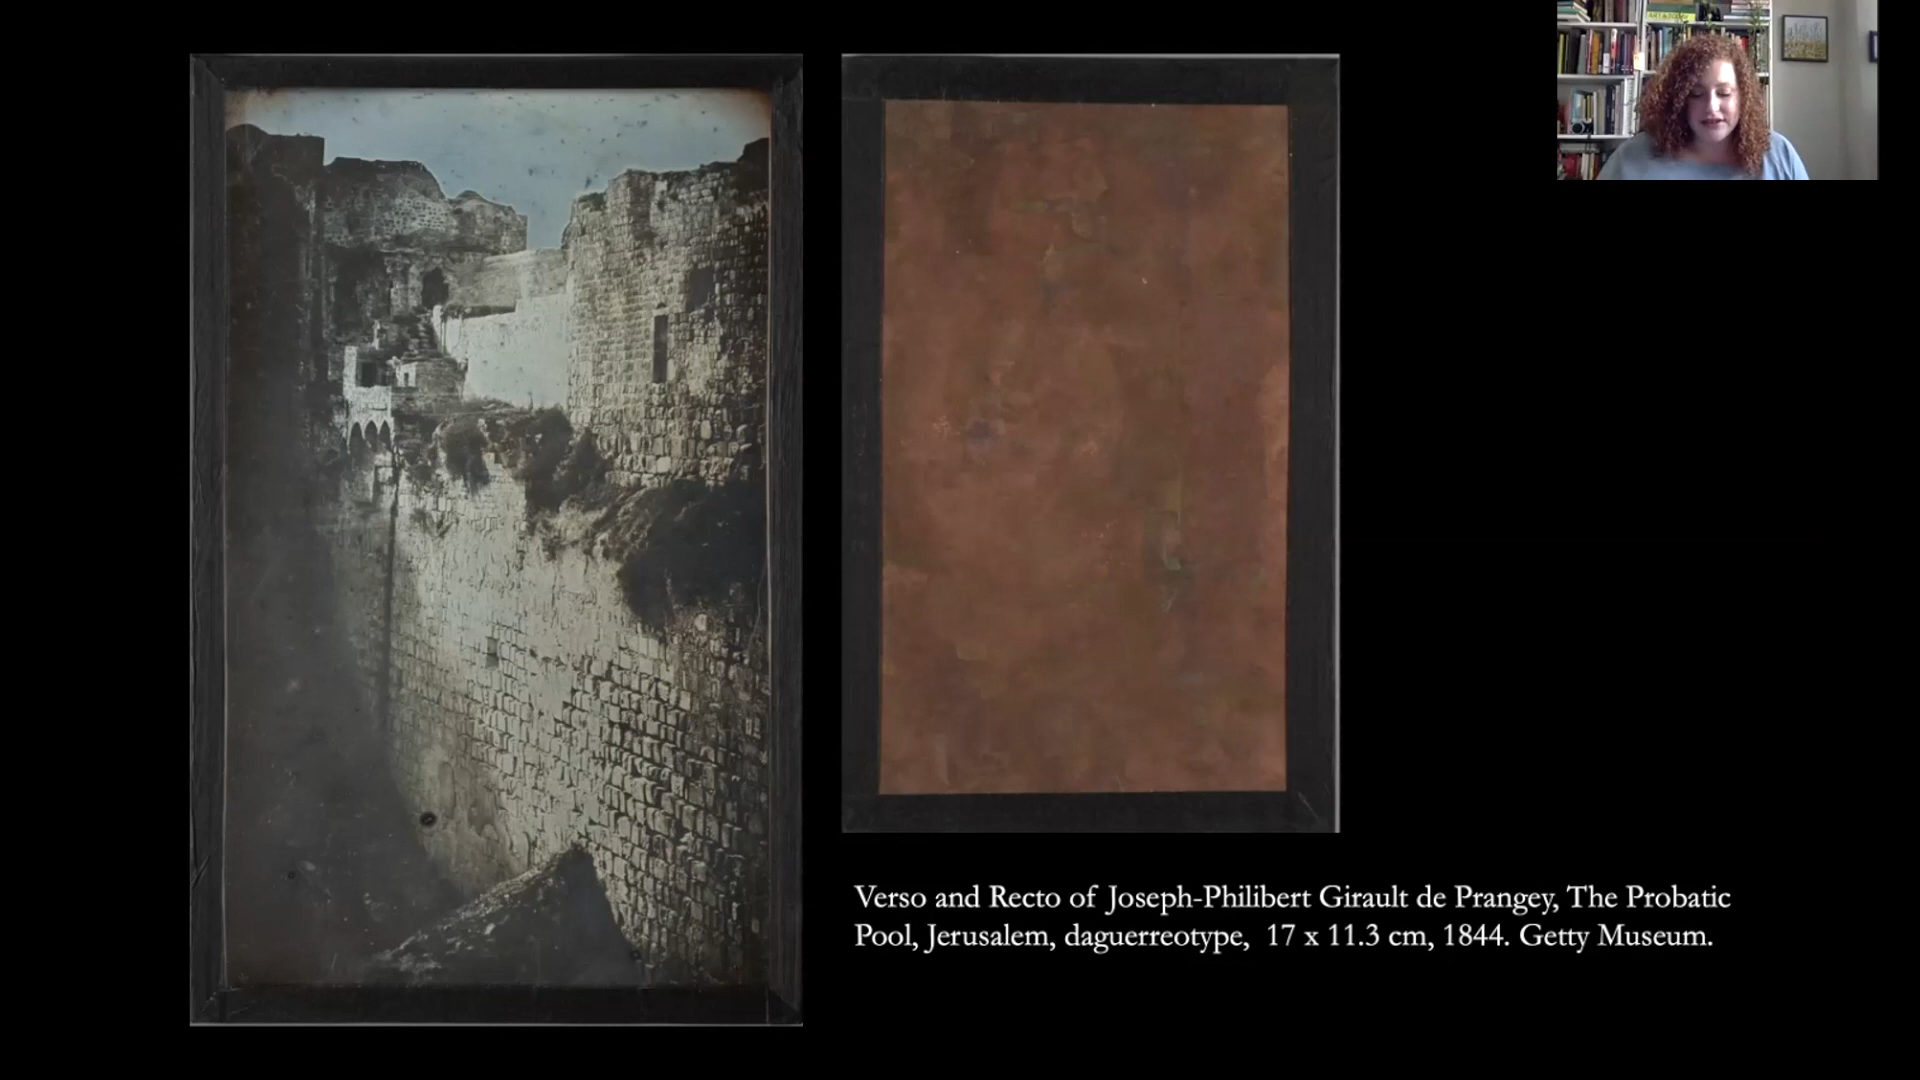 Verso and Recto of Joseph-Philibert Girault de Prangey, The Probatic
Pool, Jerusalem, daguerreotype, 17 x 11.3 cm, 1844. Getty Museum.